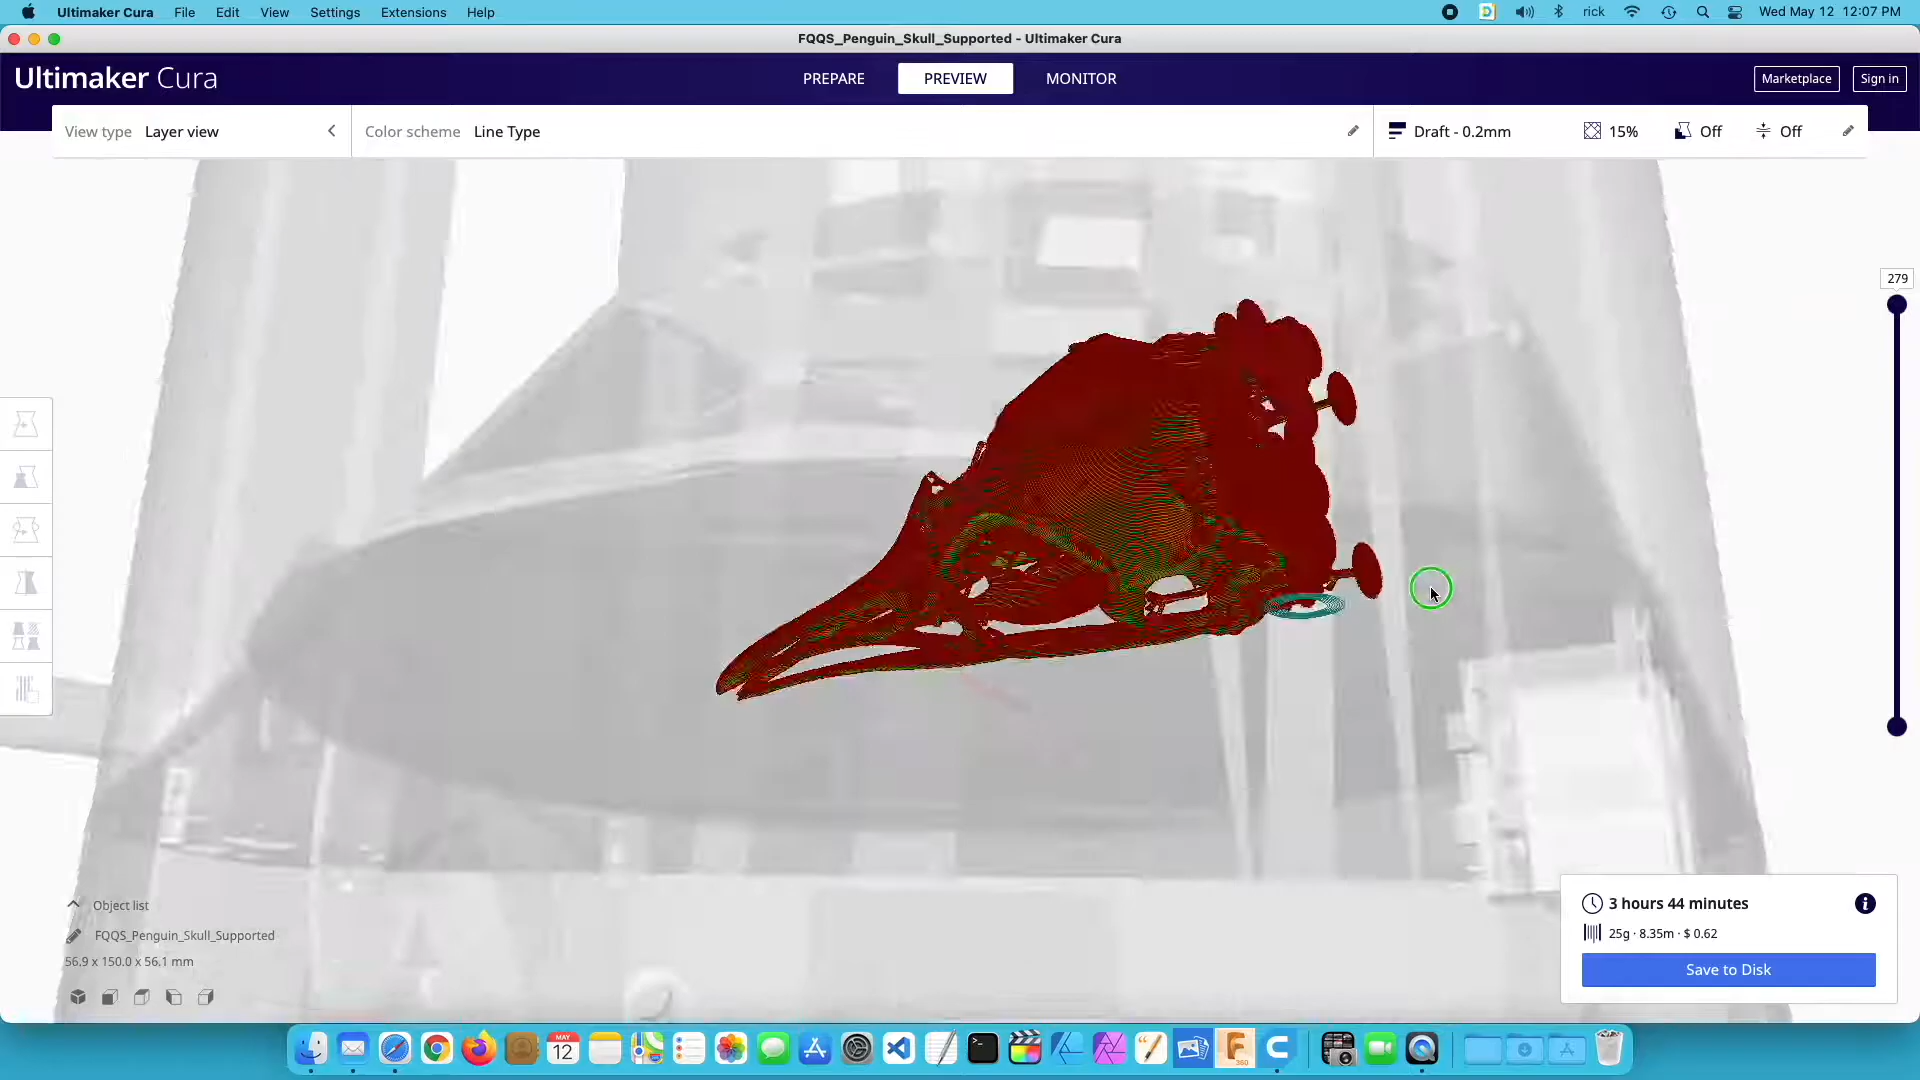 Ultimaker Cura File Edit View Settings Extensions Help rick Wed May 12 12:07 PM
FQQS_Penguin_Skull_Supported - Ultimaker Cura
Ultimaker Cura PREPARE PREVIEW MONITOR Marketplace Sign in
View type Layer view Color scheme Line Type Draft - 0.2mm 15% Off Off
279
Object list
FQQS_Penguin_Skull_Supported
56.9 x 150.0 x 56.1 mm
3 hours 44 minutes
25g · 8.35m · $ 0.62
Save to Disk
MAY
12
360